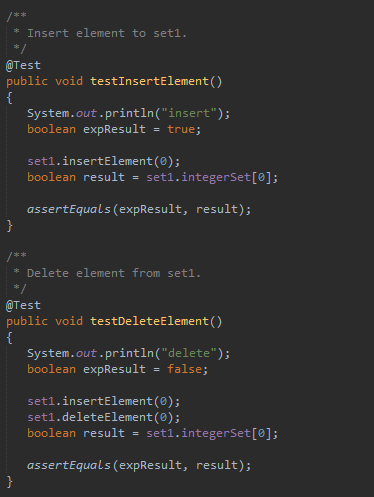 /**
 * Insert element to set1.
 */
@Test
public void testInsertElement()
{
   System.out.println("insert");
   boolean expResult = true;

   set1.insertElement(0);
   boolean result = set1.integerSet[0];

   assertEquals(expResult, result);
}

/**
 * Delete element from set1.
 */
@Test
public void testDeleteElement()
{
   System.out.println("delete");
   boolean expResult = false;

   set1.insertElement(0);
   set1.deleteElement(0);
   boolean result = set1.integerSet[0];

   assertEquals(expResult, result);
}